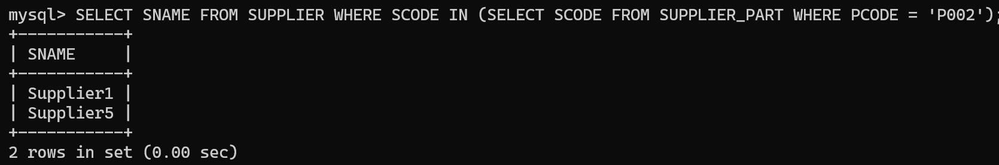 mysql> SELECT SNAME FROM SUPPLIER WHERE SCODE IN (SELECT SCODE FROM SUPPLIER_PART WHERE PCODE = 'P002');
+-----------+
| SNAME     |
+-----------+
| Supplier1 |
| Supplier5 |
+-----------+
2 rows in set (0.00 sec)